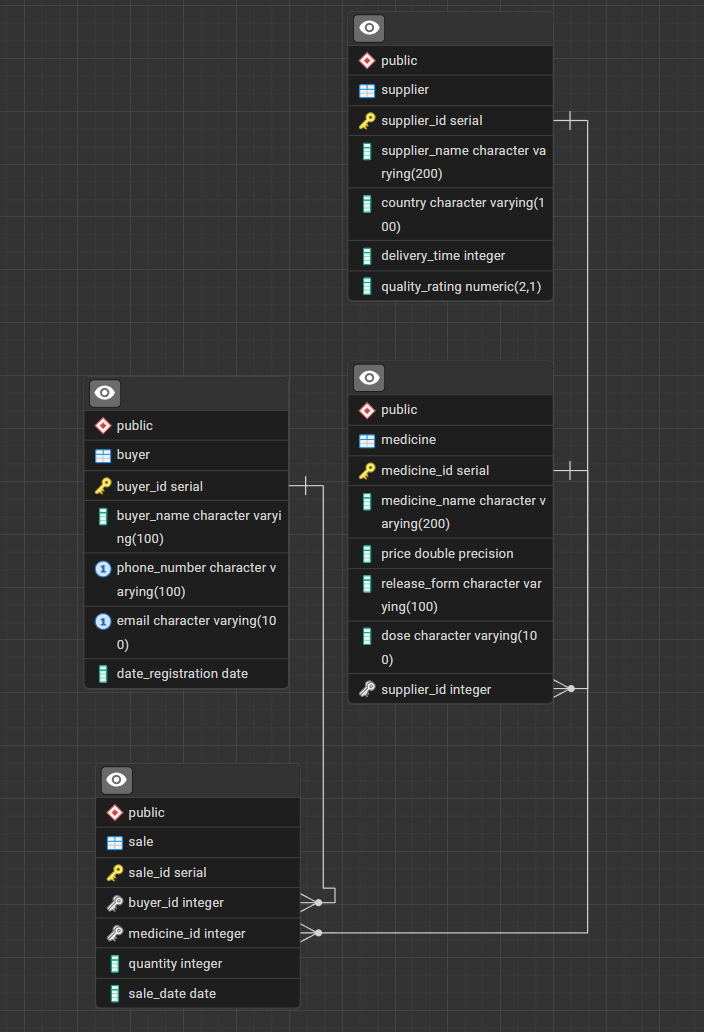 public
supplier
supplier_id serial
supplier_name character va
rying(200)
country character varying(1
00)
delivery_time integer
quality_rating numeric(2,1)
public
buyer
buyer_id serial
buyer_name character varyi
ng(100)
1 phone_number character v
arying(100)
1 email character varying(10
0)
date_registration date
public
medicine
medicine_id serial
medicine_name character v
arying(200)
price double precision
release_form character var
ying(100)
dose character varying(10
0)
supplier_id integer
public
sale
sale_id serial
buyer_id integer
medicine_id integer
quantity integer
sale_date date